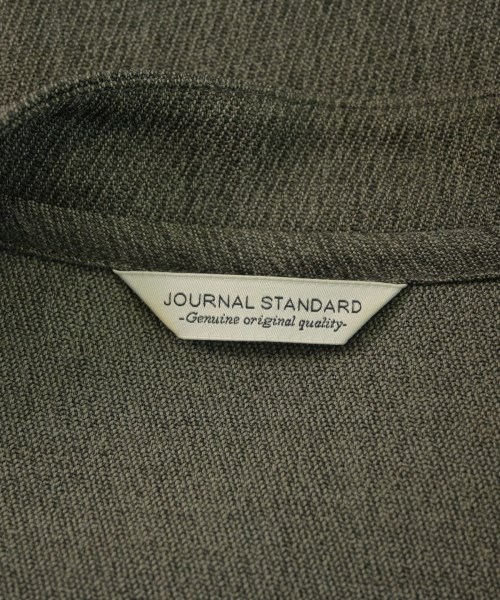 JOURNAL STANDARD
-Genuine original quality-